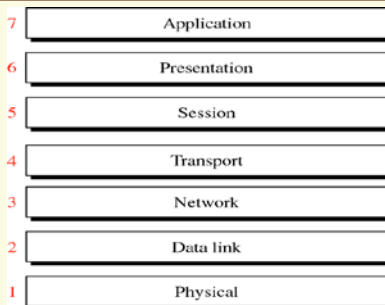 7 Application
6 Presentation
5 Session
4 Transport
3 Network
2 Data link
1 Physical